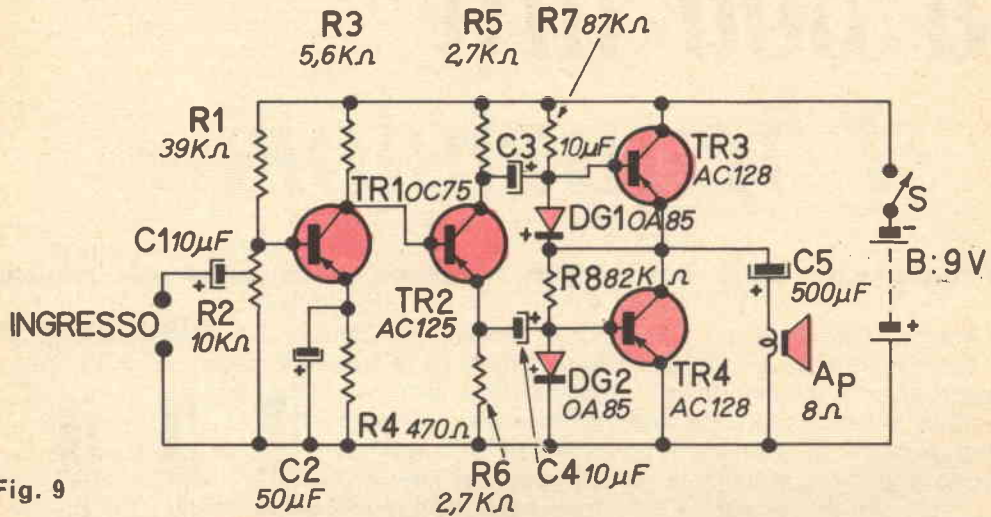 R3
5,6KΩ
R5
2,7KΩ
R7 87KΩ
R1
39KΩ
C3
10µF
TR3
AC128
TR1 OC75
DG1 OA85
S
C1 10µF
B: 9V
R2
10KΩ
INGRESSO
TR2
AC125
R8 82KΩ
C5
500µF
DG2
OA85
TR4
AC128
AP
8Ω
R4 470Ω
C2
50µF
R6
2,7KΩ
C4 10µF
Fig. 9